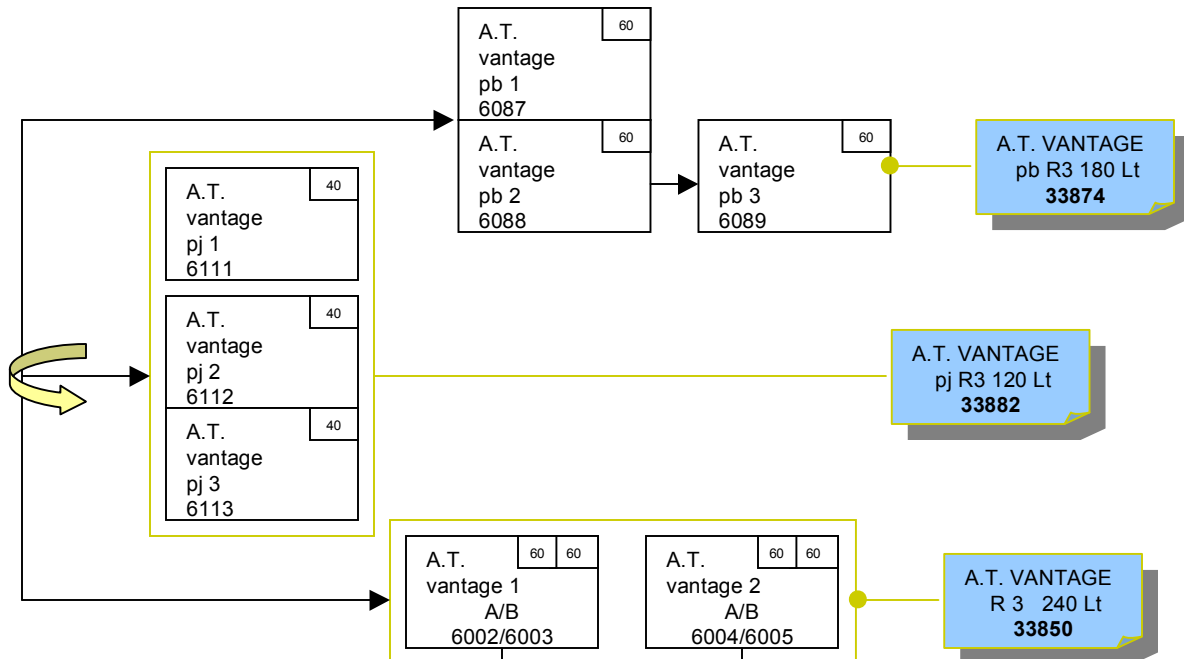 A.T.
60
vantage
pb 1
6087
A.T.
60
vantage
pb 2
6088
A.T.
60
vantage
pb 3
6089
A.T. VANTAGE
pb R3 180 Lt
33874
A.T.
40
vantage
pj 1
6111
A.T.
40
vantage
pj 2
6112
A.T.
40
vantage
pj 3
6113
A.T. VANTAGE
pj R3 120 Lt
33882
A.T.
60 60
vantage 1
A/B
6002/6003
A.T.
60 60
vantage 2
A/B
6004/6005
A.T. VANTAGE
R 3 240 Lt
33850